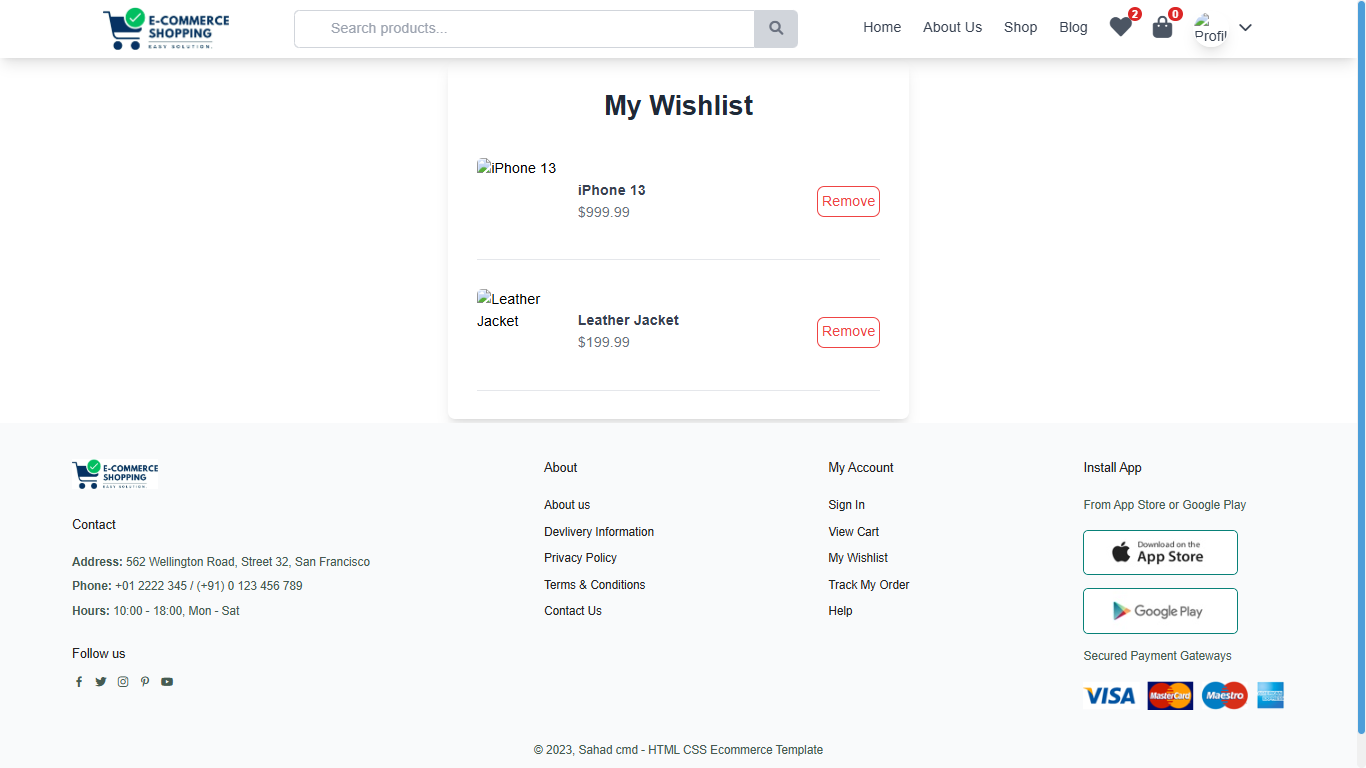 E-COMMERCE
SHOPPING
EASY SOLUTION.
Search products...
Home
About Us
Shop
Blog
2
0
Profil
My Wishlist
iPhone 13
iPhone 13
$999.99
Remove
Leather
Jacket
Leather Jacket
$199.99
Remove
E-COMMERCE
SHOPPING
EASY SOLUTION.
Contact
Address: 562 Wellington Road, Street 32, San Francisco
Phone: +01 2222 345 / (+91) 0 123 456 789
Hours: 10:00 - 18:00, Mon - Sat
Follow us
About
About us
Devlivery Information
Privacy Policy
Terms & Conditions
Contact Us
My Account
Sign In
View Cart
My Wishlist
Track My Order
Help
Install App
From App Store or Google Play
Download on the
App Store
Google Play
Secured Payment Gateways
VISA
MasterCard
Maestro
AMERICAN
EXPRESS
© 2023, Sahad cmd - HTML CSS Ecommerce Template